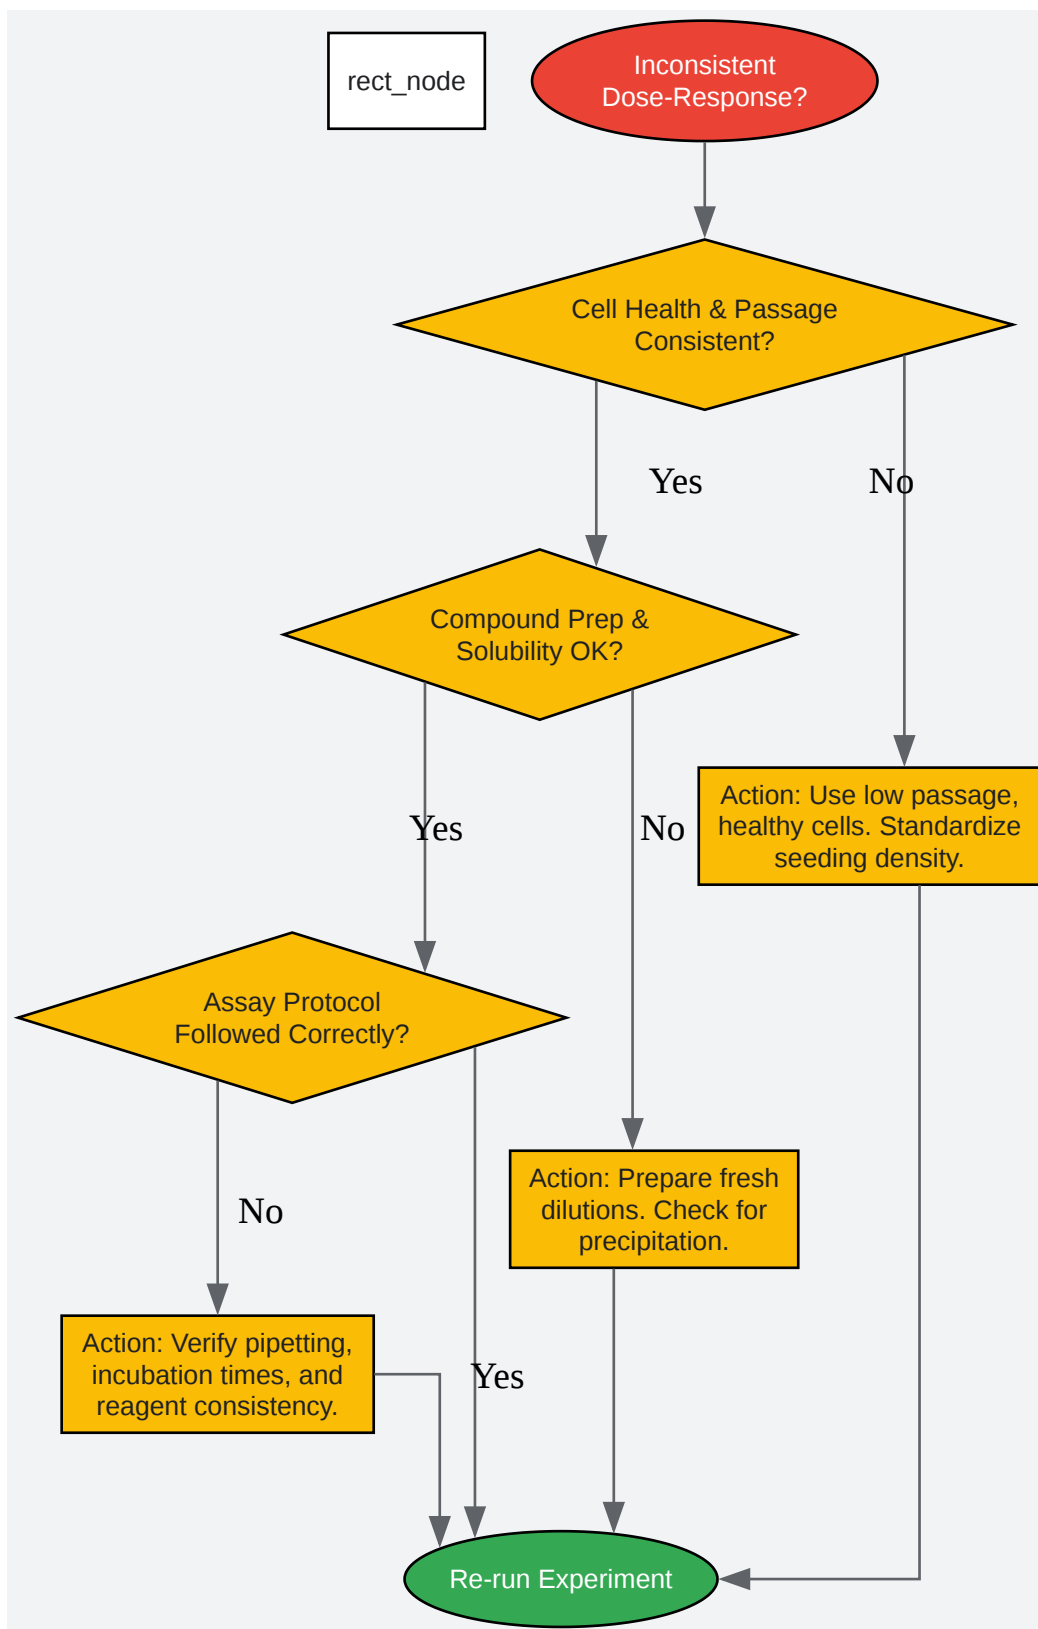 rect_node
Inconsistent
Dose-Response?
Cell Health & Passage
Consistent?
Yes
No
Compound Prep &
Solubility OK?
Yes
No
Action: Use low passage,
healthy cells. Standardize
seeding density.
Assay Protocol
Followed Correctly?
No
Action: Prepare fresh
dilutions. Check for
precipitation.
Action: Verify pipetting,
incubation times, and
reagent consistency.
Yes
Re-run Experiment